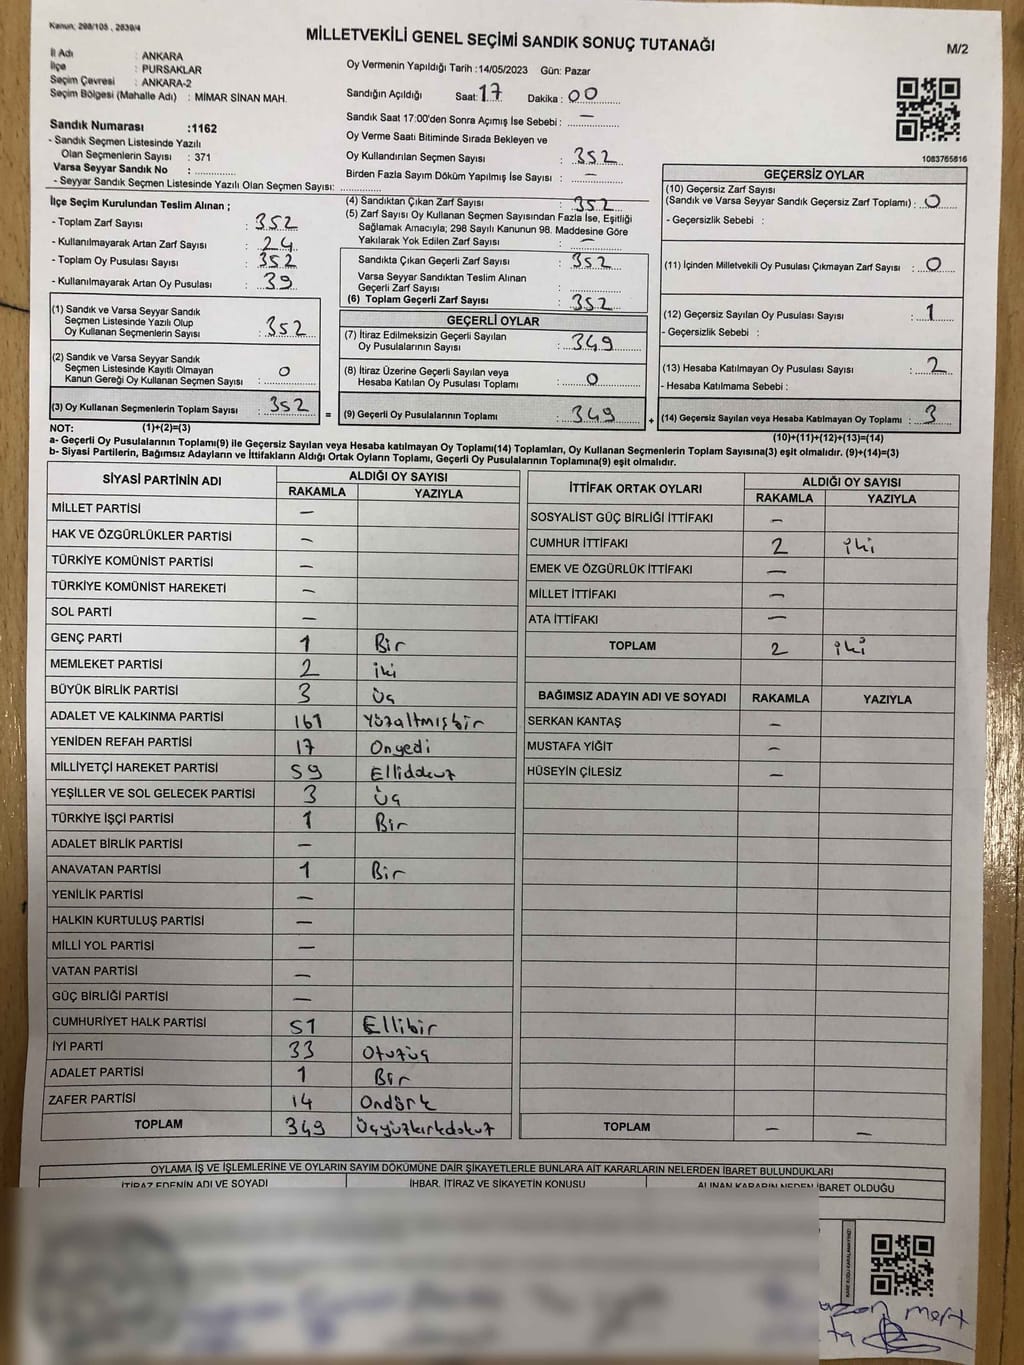 Kanun: 298/105 , 2839/4
MİLLETVEKİLİ GENEL SEÇİMİ SANDIK SONUÇ TUTANAĞI
M/2
İl Adı : ANKARA
İlçe : PURSAKLAR
Seçim Çevresi : ANKARA-2
Seçim Bölgesi (Mahalle Adı) : MİMAR SİNAN MAH.
Oy Vermenin Yapıldığı Tarih :14/05/2023 Gün: Pazar
Sandığın Açıldığı Saat: 17 Dakika : 00
Sandık Saat 17:00'den Sonra Açımış İse Sebebi : —
Oy Verme Saati Bitiminde Sırada Bekleyen ve
Oy Kullandırılan Seçmen Sayısı : 352
Birden Fazla Sayım Döküm Yapılmış İse Sayısı : —
1083765816
Sandık Numarası :1162
- Sandık Seçmen Listesinde Yazılı
Olan Seçmenlerin Sayısı : 371
Varsa Seyyar Sandık No :
- Seyyar Sandık Seçmen Listesinde Yazılı Olan Seçmen Sayısı:
İlçe Seçim Kurulundan Teslim Alınan ;
- Toplam Zarf Sayısı : 352
- Kullanılmayarak Artan Zarf Sayısı : 24
- Toplam Oy Pusulası Sayısı : 352
- Kullanılmayarak Artan Oy Pusulası : 39
(1) Sandık ve Varsa Seyyar Sandık
Seçmen Listesinde Yazılı Olup
Oy Kullanan Seçmenlerin Sayısı : 352
(2) Sandık ve Varsa Seyyar Sandık
Seçmen Listesinde Kayıtlı Olmayan
Kanun Gereği Oy Kullanan Seçmen Sayısı : 0
(3) Oy Kullanan Seçmenlerin Toplam Sayısı : 352
(4) Sandıktan Çıkan Zarf Sayısı : 352
(5) Zarf Sayısı Oy Kullanan Seçmen Sayısından Fazla İse, Eşitliği
Sağlamak Amacıyla; 298 Sayılı Kanunun 98. Maddesine Göre
Yakılarak Yok Edilen Zarf Sayısı : —
Sandıkta Çıkan Geçerli Zarf Sayısı : 352
Varsa Seyyar Sandıktan Teslim Alınan
Geçerli Zarf Sayısı :
(6) Toplam Geçerli Zarf Sayısı : 352
GEÇERLİ OYLAR
(7) İtiraz Edilmeksizin Geçerli Sayılan
Oy Pusulalarının Sayısı : 349
(8) İtiraz Üzerine Geçerli Sayılan veya
Hesaba Katılan Oy Pusulası Toplamı : 0
= (9) Geçerli Oy Pusulalarının Toplamı : 349
GEÇERSİZ OYLAR
(10) Geçersiz Zarf Sayısı
(Sandık ve Varsa Seyyar Sandık Geçersiz Zarf Toplamı) : 0
- Geçersizlik Sebebi :
(11) İçinden Milletvekili Oy Pusulası Çıkmayan Zarf Sayısı : 0
(12) Geçersiz Sayılan Oy Pusulası Sayısı : 1
- Geçersizlik Sebebi :
(13) Hesaba Katılmayan Oy Pusulası Sayısı : 2
- Hesaba Katılmama Sebebi :
+ (14) Geçersiz Sayılan veya Hesaba Katılmayan Oy Toplamı : 3
NOT: (1)+(2)=(3)
(10)+(11)+(12)+(13)=(14)
a- Geçerli Oy Pusulalarının Toplamı(9) ile Geçersiz Sayılan veya Hesaba katılmayan Oy Toplamı(14) Toplamları, Oy Kullanan Seçmenlerin Toplam Sayısına(3) eşit olmalıdır. (9)+(14)=(3)
b- Siyasi Partilerin, Bağımsız Adayların ve İttifakların Aldığı Ortak Oyların Toplamı, Geçerli Oy Pusulalarının Toplamına(9) eşit olmalıdır.
SİYASİ PARTİNİN ADI ALDIĞI OY SAYISI
RAKAMLA YAZIYLA
MİLLET PARTİSİ —
HAK VE ÖZGÜRLÜKLER PARTİSİ —
TÜRKİYE KOMÜNİST PARTİSİ —
TÜRKİYE KOMÜNİST HAREKETİ —
SOL PARTİ —
GENÇ PARTİ 1 Bir
MEMLEKET PARTİSİ 2 iki
BÜYÜK BİRLİK PARTİSİ 3 Üç
ADALET VE KALKINMA PARTİSİ 161 Yüzaltmışbir
YENİDEN REFAH PARTİSİ 17 Onyedi
MİLLİYETÇİ HAREKET PARTİSİ 59 Ellidokuz
YEŞİLLER VE SOL GELECEK PARTİSİ 3 Üç
TÜRKİYE İŞÇİ PARTİSİ 1 Bir
ADALET BİRLİK PARTİSİ —
ANAVATAN PARTİSİ 1 Bir
YENİLİK PARTİSİ —
HALKIN KURTULUŞ PARTİSİ —
MİLLİ YOL PARTİSİ —
VATAN PARTİSİ —
GÜÇ BİRLİĞİ PARTİSİ —
CUMHURİYET HALK PARTİSİ 51 Ellibir
İYİ PARTİ 33 Otuzüç
ADALET PARTİSİ 1 Bir
ZAFER PARTİSİ 14 Ondört
TOPLAM 349 Üçyüzkırkdokuz
İTTİFAK ORTAK OYLARI ALDIĞI OY SAYISI
RAKAMLA YAZIYLA
SOSYALİST GÜÇ BİRLİĞİ İTTİFAKI —
CUMHUR İTTİFAKI 2 iki
EMEK VE ÖZGÜRLÜK İTTİFAKI —
MİLLET İTTİFAKI —
ATA İTTİFAKI —
TOPLAM 2 iki
BAĞIMSIZ ADAYIN ADI VE SOYADI RAKAMLA YAZIYLA
SERKAN KANTAŞ —
MUSTAFA YİĞİT —
HÜSEYİN ÇİLESİZ —
TOPLAM — —
OYLAMA İŞ VE İŞLEMLERİNE VE OYLARIN SAYIM DÖKÜMÜNE DAİR ŞİKAYETLERLE BUNLARA AİT KARARLARIN NELERDEN İBARET BULUNDUKLARI
İTİRAZ EDENİN ADI VE SOYADI İHBAR, İTİRAZ VE ŞİKAYETİN KONUSU ALINAN KARARIN NEDEN İBARET OLDUĞU
mert